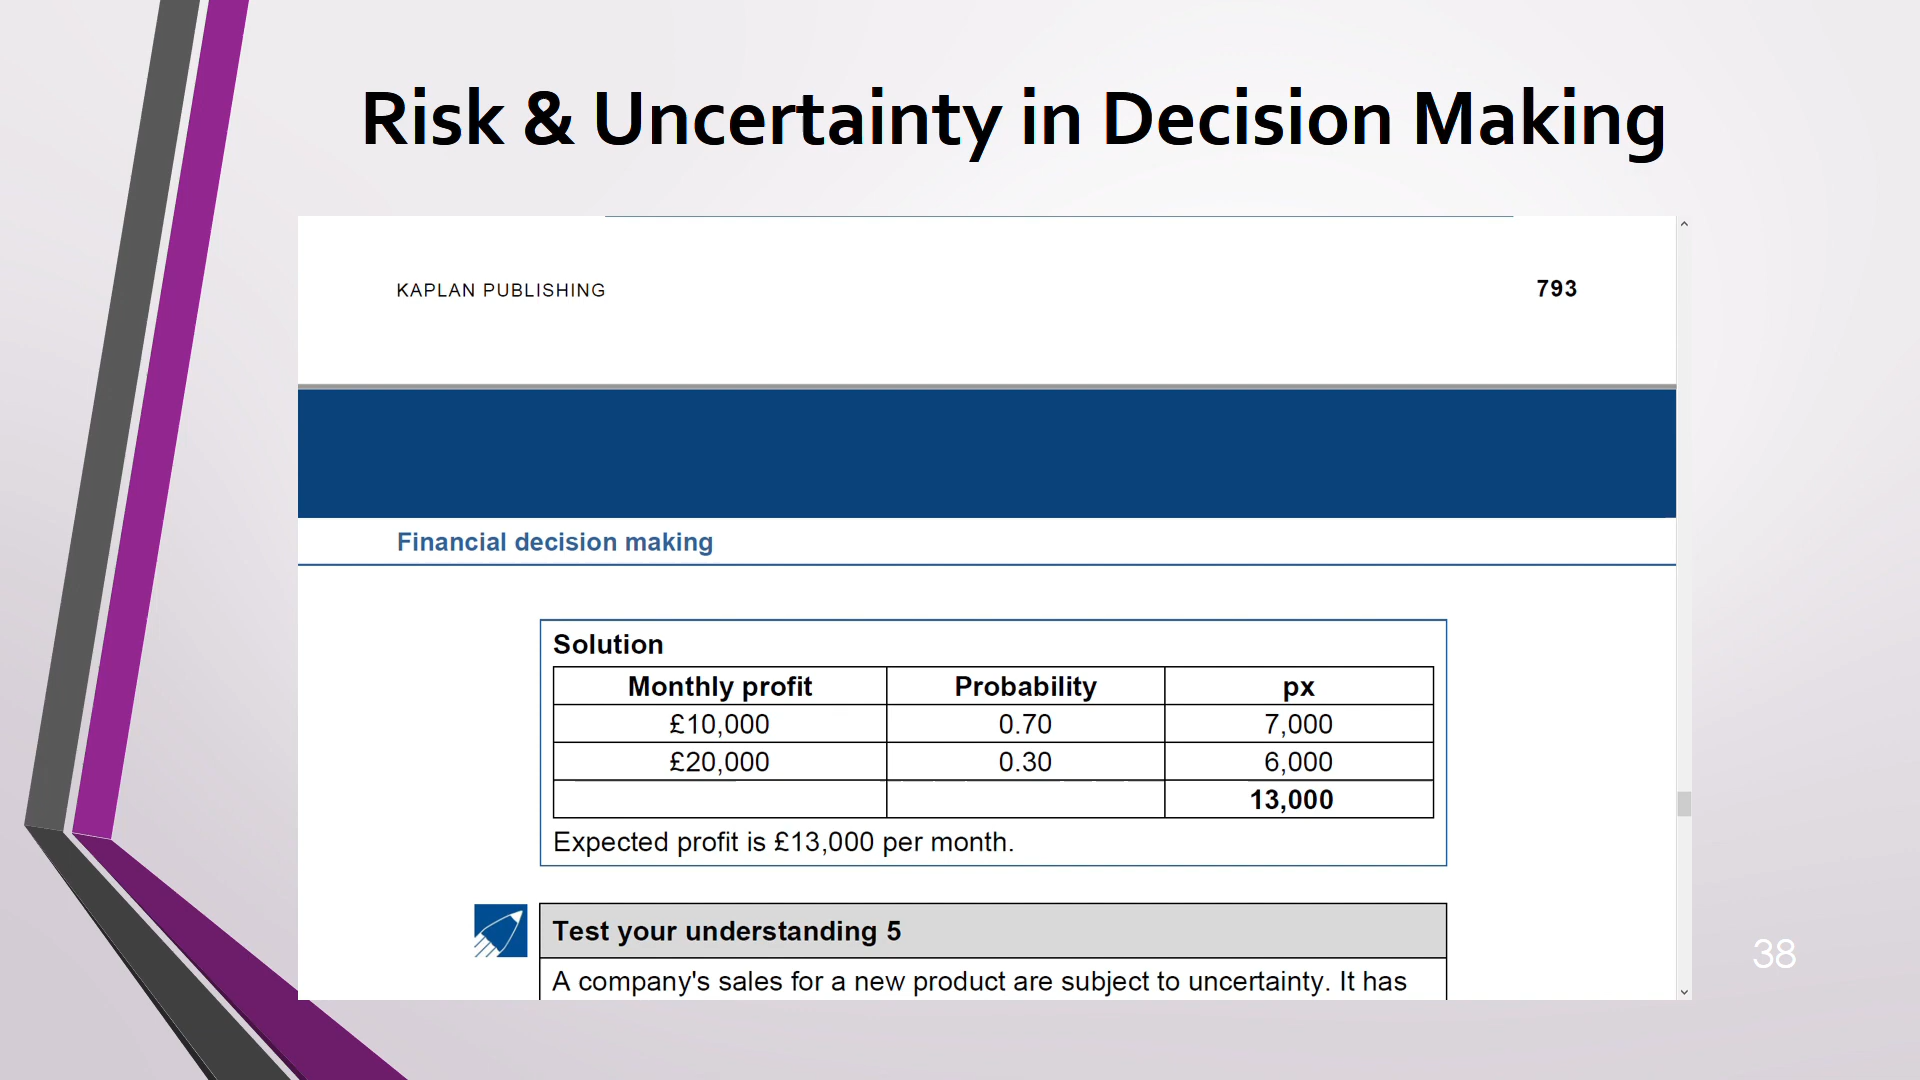 Risk & Uncertainty in Decision Making
KAPLAN PUBLISHING 793
Financial decision making
Solution
Monthly profit Probability px
£10,000 0.70 7,000
£20,000 0.30 6,000
13,000
Expected profit is £13,000 per month.
Test your understanding 5
A company's sales for a new product are subject to uncertainty. It has
38